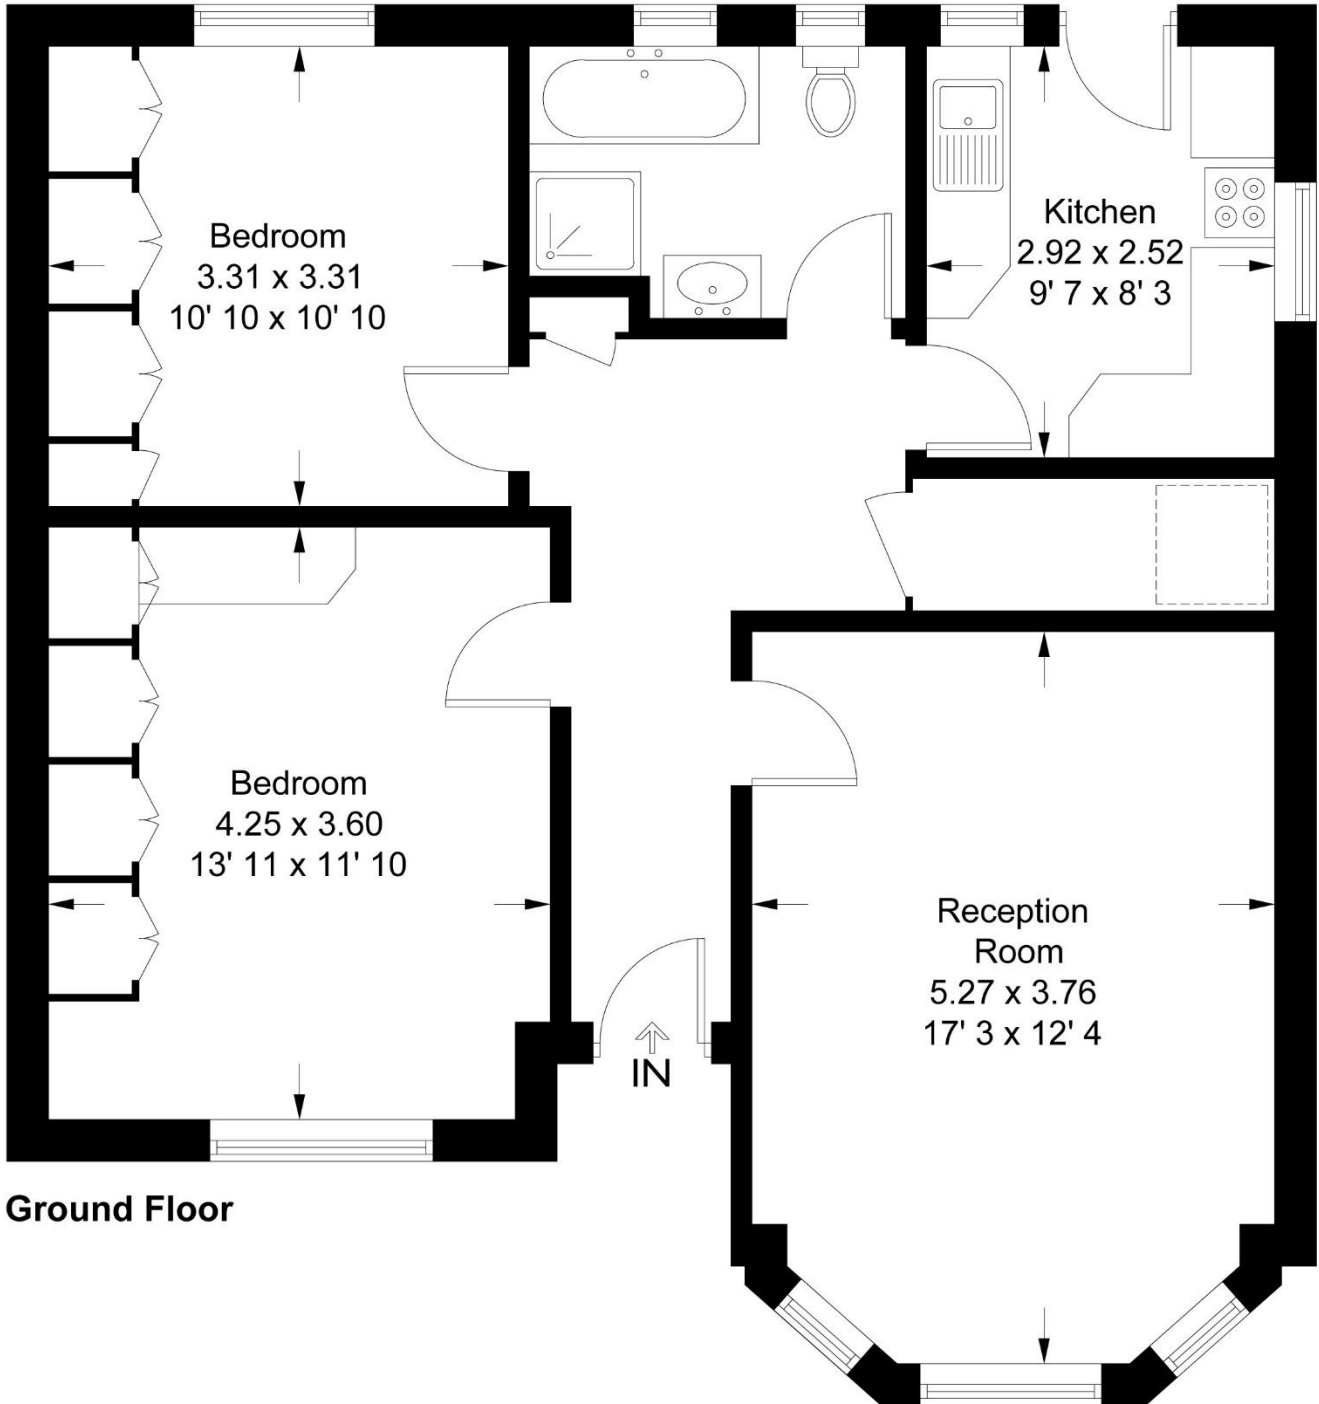 Bedroom
3.31 x 3.31
10' 10 x 10' 10
Kitchen
2.92 x 2.52
9' 7 x 8' 3
Bedroom
4.25 x 3.60
13' 11 x 11' 10
Reception
Room
5.27 x 3.76
17' 3 x 12' 4
IN
Ground Floor